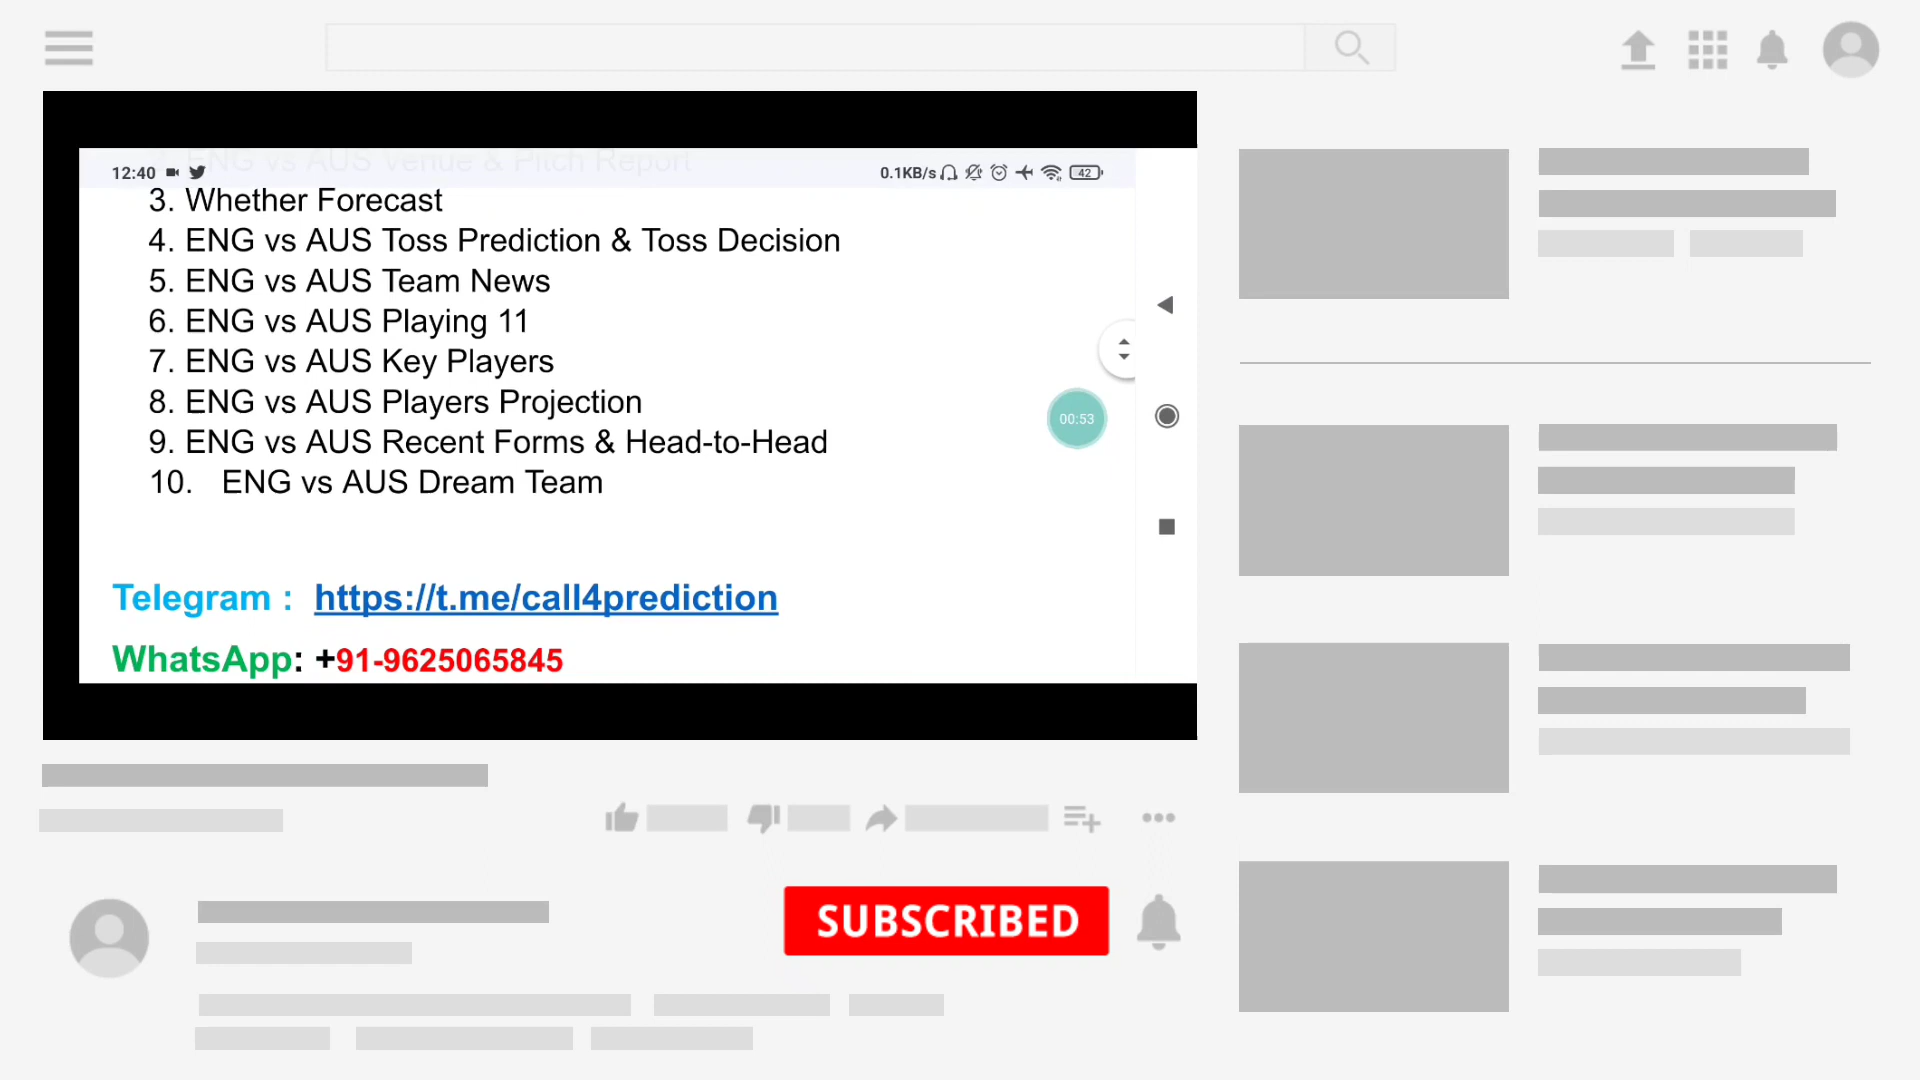 ENG vs AUS Venue & Pitch Report
12:40 0.1KB/s 42
3. Whether Forecast
4. ENG vs AUS Toss Prediction & Toss Decision
5. ENG vs AUS Team News
6. ENG vs AUS Playing 11
7. ENG vs AUS Key Players
8. ENG vs AUS Players Projection
9. ENG vs AUS Recent Forms & Head-to-Head
10. ENG vs AUS Dream Team
00:53
Telegram : https://t.me/call4prediction
WhatsApp: +91-9625065845
SUBSCRIBED